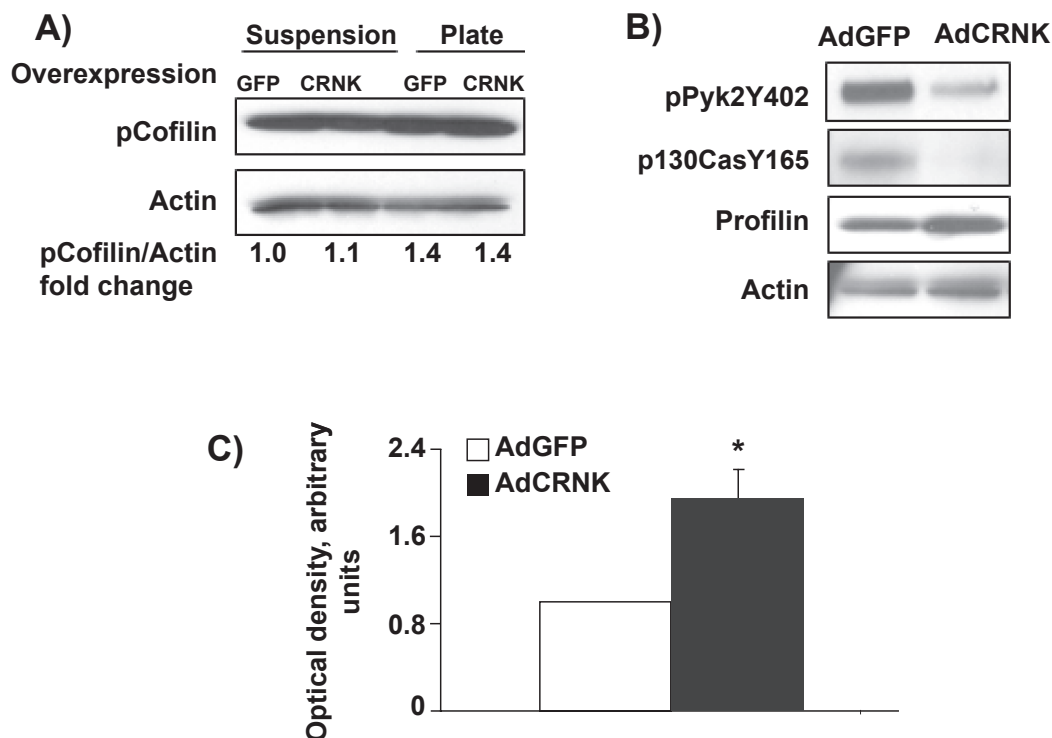 A)
Suspension Plate
Overexpression
GFP CRNK GFP CRNK
pCofilin
Actin
pCofilin/Actin 1.0 1.1 1.4 1.4
fold change
B)
AdGFP AdCRNK
pPyk2Y402
p130CasY165
Profilin
Actin
C)
Optical density, arbitrary
units
2.4
1.6
0.8
0
AdGFP
AdCRNK
*